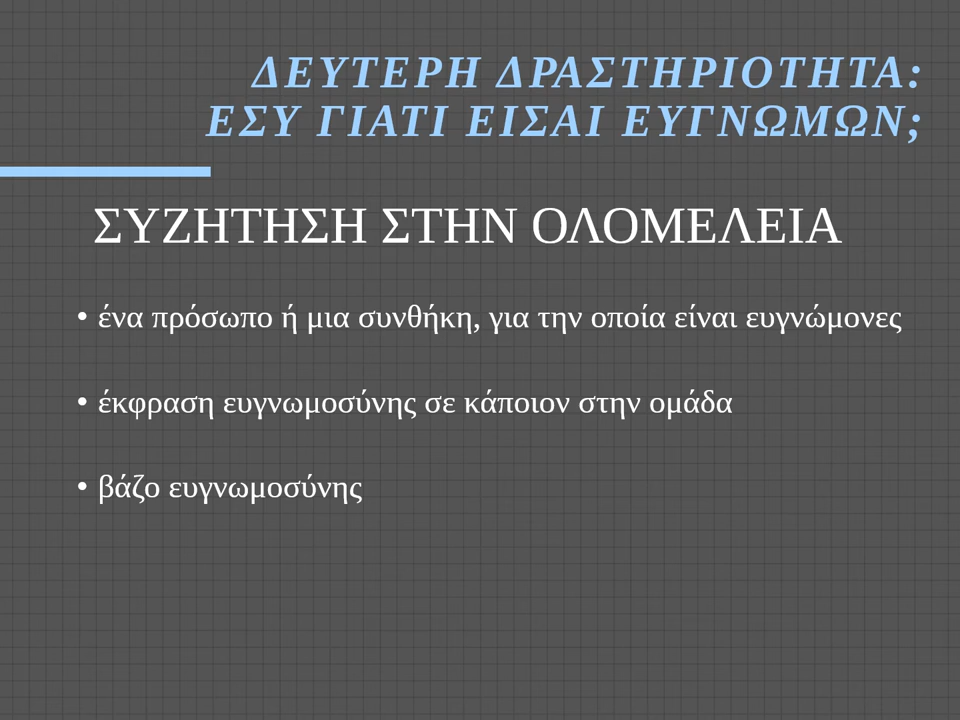 ΔΕΥΤΕΡΗ ΔΡΑΣΤΗΡΙΟΤΗΤΑ:
ΕΣΥ ΓΙΑΤΙ ΕΙΣΑΙ ΕΥΓΝΩΜΩΝ;
ΣΥΖΗΤΗΣΗ ΣΤΗΝ ΟΛΟΜΕΛΕΙΑ
• ένα πρόσωπο ή μια συνθήκη, για την οποία είναι ευγνώμονες
• έκφραση ευγνωμοσύνης σε κάποιον στην ομάδα
• βάζο ευγνωμοσύνης